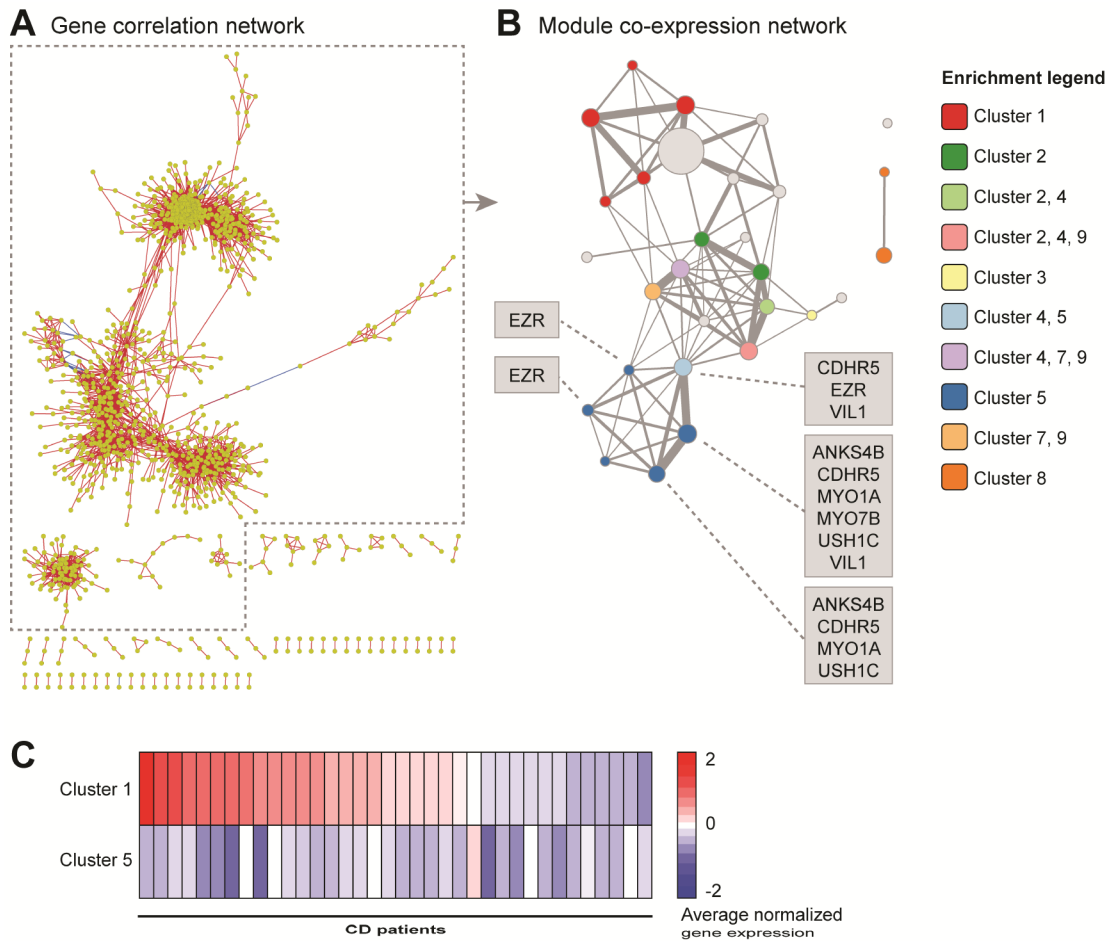 A Gene correlation network
B Module co-expression network
Enrichment legend
Cluster 1
Cluster 2
Cluster 2, 4
Cluster 2, 4, 9
Cluster 3
Cluster 4, 5
Cluster 4, 7, 9
Cluster 5
Cluster 7, 9
Cluster 8
EZR
EZR
CDHR5
EZR
VIL1
ANKS4B
CDHR5
MYO1A
MYO7B
USH1C
VIL1
ANKS4B
CDHR5
MYO1A
USH1C
C
Cluster 1
Cluster 5
2
0
-2
CD patients
Average normalized
gene expression